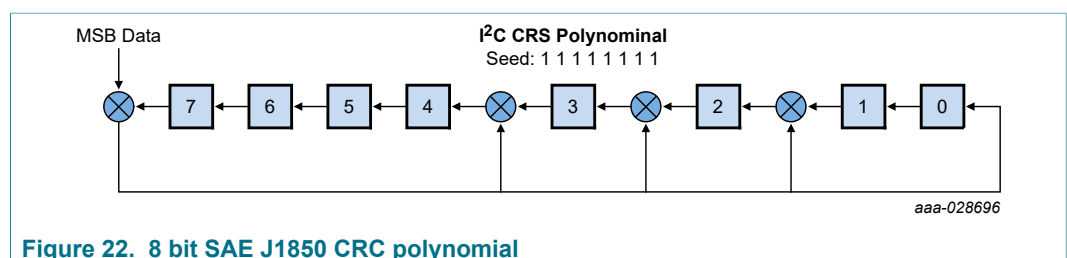 MSB Data
I2C CRS Polynominal
Seed: 1 1 1 1 1 1 1 1
7 6 5 4 3 2 1 0
aaa-028696
Figure 22. 8 bit SAE J1850 CRC polynomial